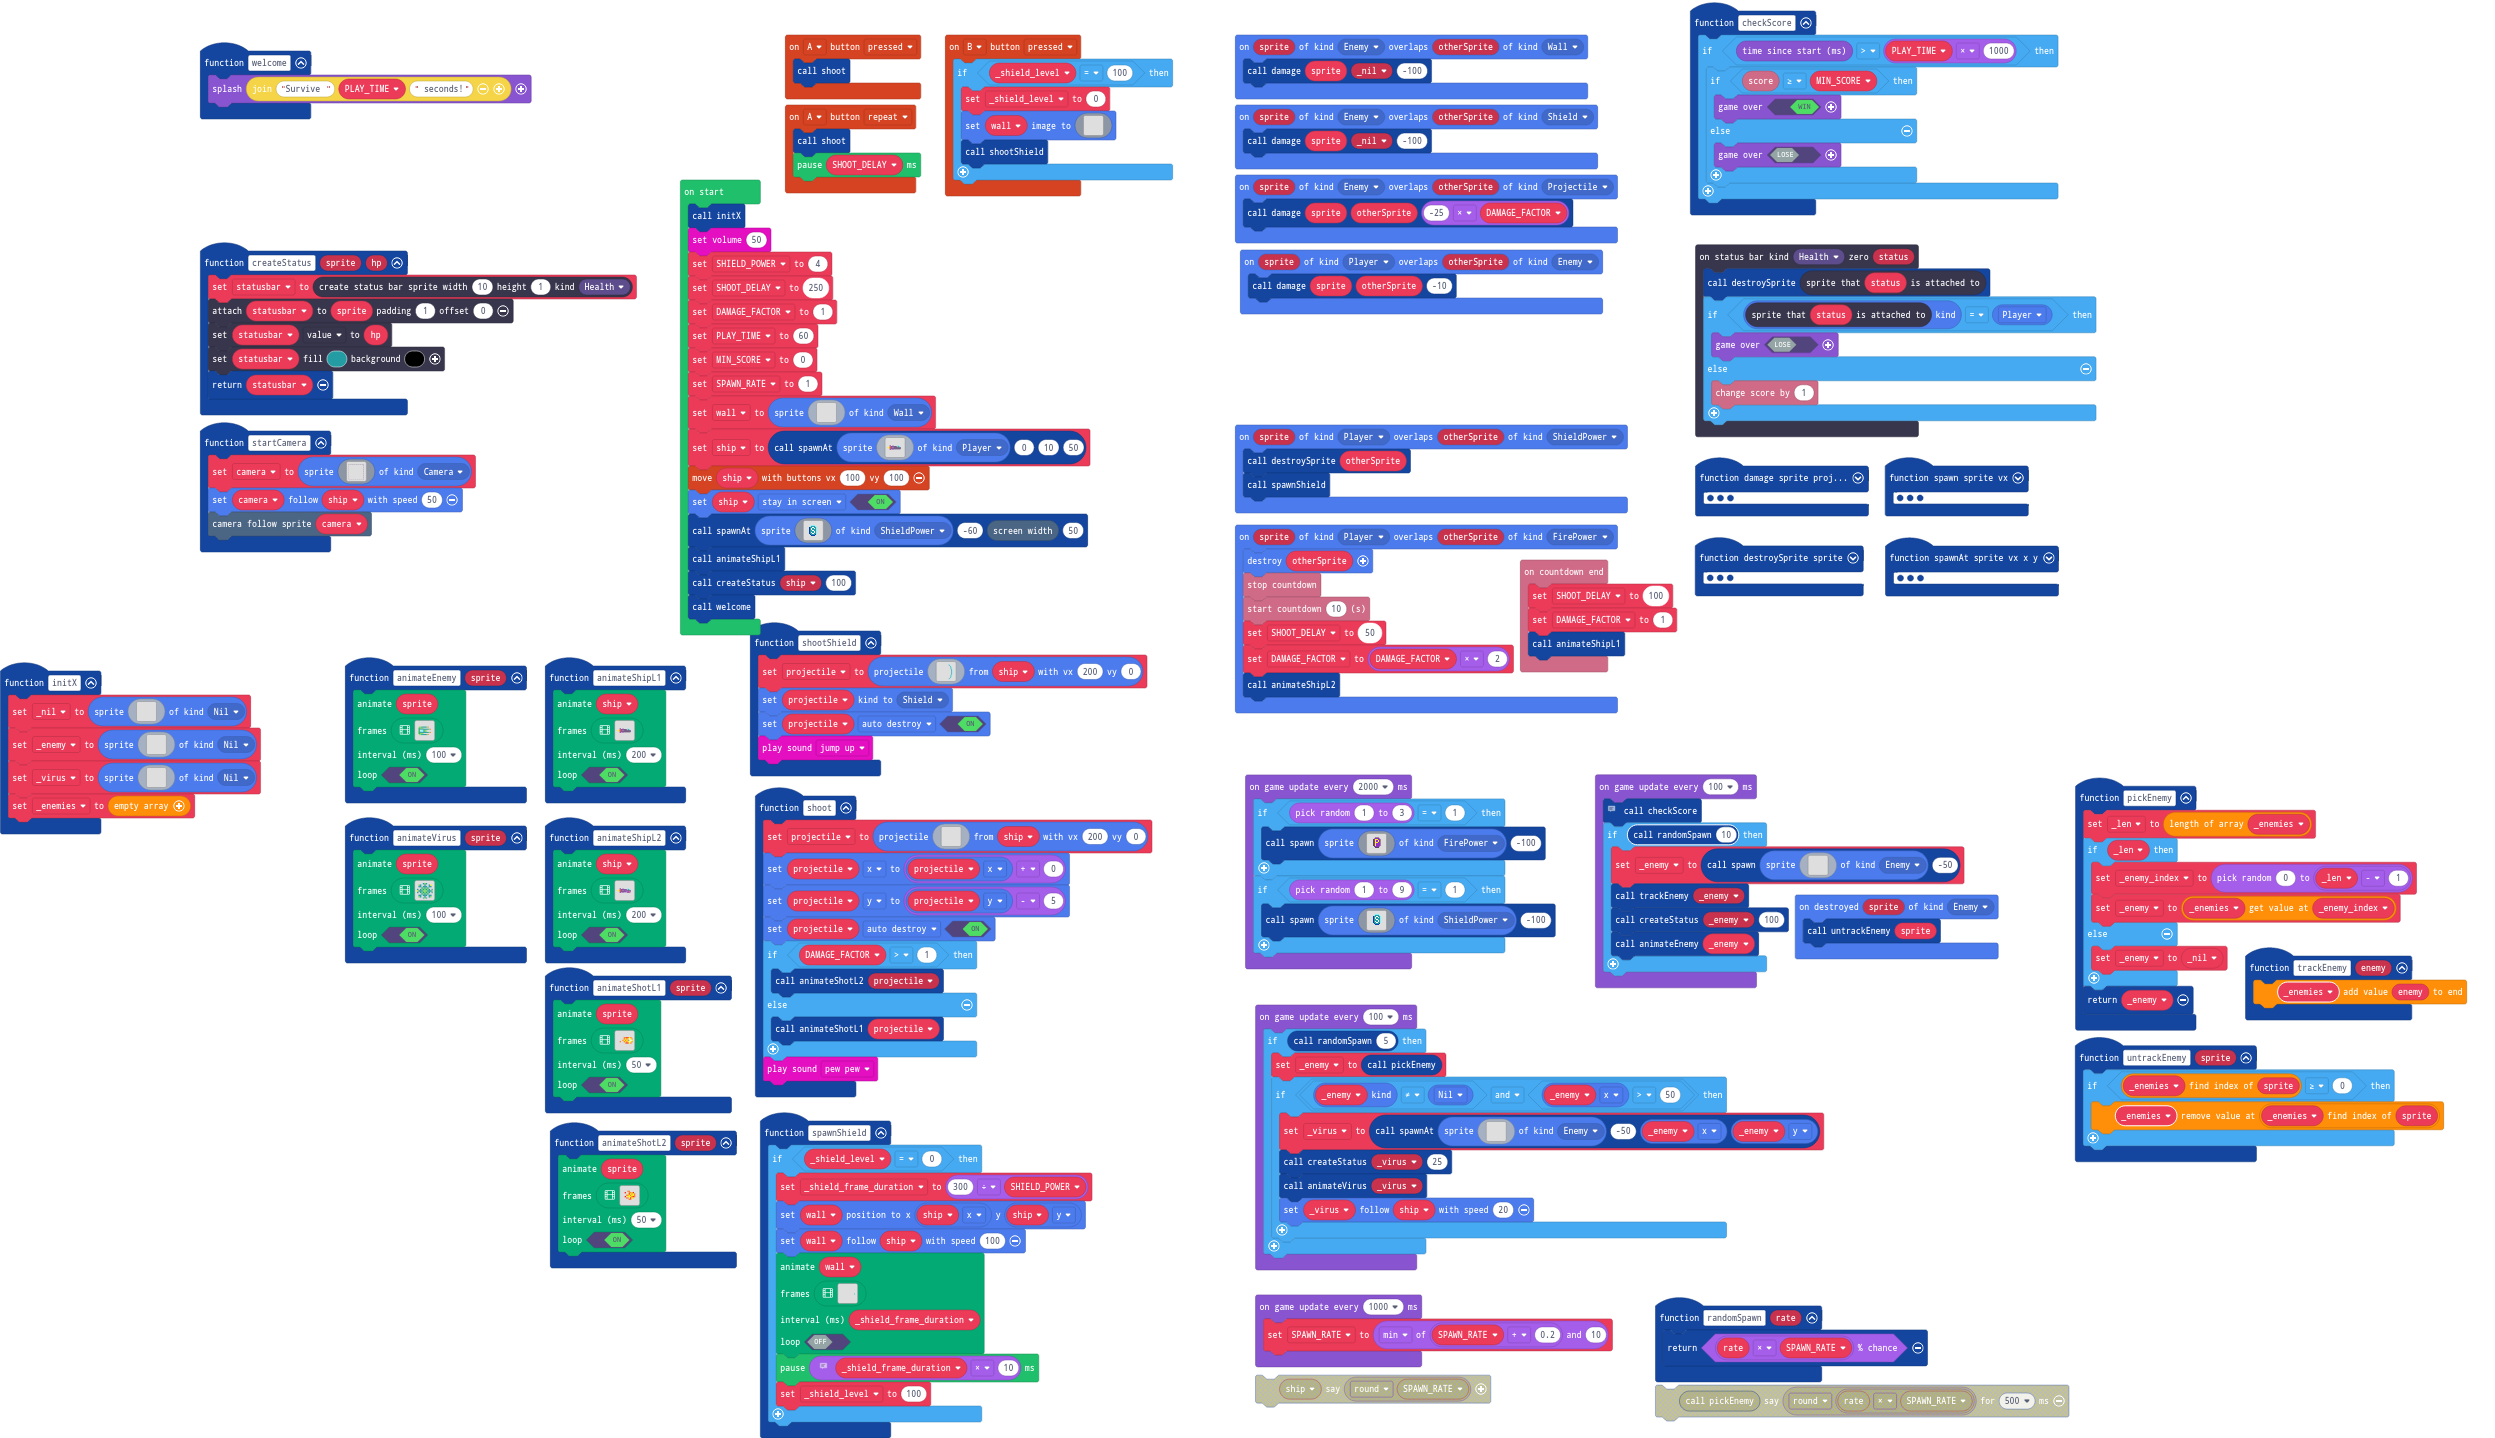 function welcome
splash join "Survive " PLAY_TIME " seconds!"
function createStatus sprite hp
set statusbar to create status bar sprite width 10 height 1 kind Health
attach statusbar to sprite padding 1 offset 0
set statusbar value to hp
set statusbar fill background
return statusbar
function startCamera
set camera to sprite of kind Camera
set camera follow ship with speed 50
camera follow sprite camera
function initX
set _nil to sprite of kind Nil
set _enemy to sprite of kind Nil
set _virus to sprite of kind Nil
set _enemies to empty array
function animateEnemy sprite
animate sprite
frames
interval (ms) 100
loop ON
function animateShipL1
animate ship
frames
interval (ms) 200
loop ON
function animateVirus sprite
animate sprite
frames
interval (ms) 100
loop ON
function animateShipL2
animate ship
frames
interval (ms) 200
loop ON
function animateShotL1 sprite
animate sprite
frames
interval (ms) 50
loop ON
function animateShotL2 sprite
animate sprite
frames
interval (ms) 50
loop ON
on A button pressed
call shoot
on A button repeat
call shoot
pause SHOOT_DELAY ms
on B button pressed
if _shield_level = 100 then
set _shield_level to 0
set wall image to
call shootShield
on start
call initX
set volume 50
set SHIELD_POWER to 4
set SHOOT_DELAY to 250
set DAMAGE_FACTOR to 1
set PLAY_TIME to 60
set MIN_SCORE to 0
set SPAWN_RATE to 1
set wall to sprite of kind Wall
set ship to call spawnAt sprite of kind Player 0 10 50
move ship with buttons vx 100 vy 100
set ship stay in screen ON
call spawnAt sprite of kind ShieldPower -60 screen width 50
call animateShipL1
call createStatus ship 100
call welcome
function shootShield
set projectile to projectile from ship with vx 200 vy 0
set projectile kind to Shield
set projectile auto destroy ON
play sound jump up
function shoot
set projectile to projectile from ship with vx 200 vy 0
set projectile x to projectile x + 0
set projectile y to projectile y - 5
set projectile auto destroy ON
if DAMAGE_FACTOR > 1 then
call animateShotL2 projectile
else
call animateShotL1 projectile
play sound pew pew
function spawnShield
if _shield_level = 0 then
set _shield_frame_duration to 300 ÷ SHIELD_POWER
set wall position to x ship x y ship y
set wall follow ship with speed 100
animate wall
frames
interval (ms) _shield_frame_duration
loop OFF
pause _shield_frame_duration × 10 ms
set _shield_level to 100
on sprite of kind Enemy overlaps otherSprite of kind Wall
call damage sprite _nil -100
on sprite of kind Enemy overlaps otherSprite of kind Shield
call damage sprite _nil -100
on sprite of kind Enemy overlaps otherSprite of kind Projectile
call damage sprite otherSprite -25 × DAMAGE_FACTOR
on sprite of kind Player overlaps otherSprite of kind Enemy
call damage sprite otherSprite -10
on sprite of kind Player overlaps otherSprite of kind ShieldPower
call destroySprite otherSprite
call spawnShield
on sprite of kind Player overlaps otherSprite of kind FirePower
destroy otherSprite
stop countdown
start countdown 10 (s)
set SHOOT_DELAY to 50
set DAMAGE_FACTOR to DAMAGE_FACTOR × 2
call animateShipL2
on countdown end
set SHOOT_DELAY to 100
set DAMAGE_FACTOR to 1
call animateShipL1
function checkScore
if time since start (ms) > PLAY_TIME × 1000 then
if score ≥ MIN_SCORE then
game over WIN
else
game over LOSE
on status bar kind Health zero status
call destroySprite sprite that status is attached to
if sprite that status is attached to kind = Player then
game over LOSE
else
change score by 1
function damage sprite proj...
function spawn sprite vx
function destroySprite sprite
function spawnAt sprite vx x y
on game update every 2000 ms
if pick random 1 to 3 = 1 then
call spawn sprite of kind FirePower -100
if pick random 1 to 9 = 1 then
call spawn sprite of kind ShieldPower -100
on game update every 100 ms
call checkScore
if call randomSpawn 10 then
set _enemy to call spawn sprite of kind Enemy -50
call trackEnemy _enemy
call createStatus _enemy 100
call animateEnemy _enemy
on destroyed sprite of kind Enemy
call untrackEnemy sprite
function pickEnemy
set _len to length of array _enemies
if _len then
set _enemy_index to pick random 0 to _len - 1
set _enemy to _enemies get value at _enemy_index
else
set _enemy to _nil
return _enemy
function trackEnemy enemy
_enemies add value enemy to end
function untrackEnemy sprite
if _enemies find index of sprite ≥ 0 then
_enemies remove value at _enemies find index of sprite
on game update every 100 ms
if call randomSpawn 5 then
set _enemy to call pickEnemy
if _enemy kind ≠ Nil and _enemy x > 50 then
set _virus to call spawnAt sprite of kind Enemy -50 _enemy x _enemy y
call createStatus _virus 25
call animateVirus _virus
set _virus follow ship with speed 20
on game update every 1000 ms
set SPAWN_RATE to min of SPAWN_RATE + 0.2 and 10
ship say round SPAWN_RATE
function randomSpawn rate
return rate × SPAWN_RATE % chance
call pickEnemy say round rate × SPAWN_RATE for 500 ms